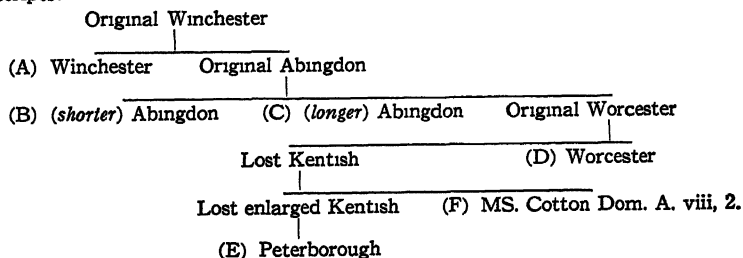 Original Winchester
(A) Winchester Original Abingdon
(B) (shorter) Abingdon (C) (longer) Abingdon Original Worcester
Lost Kentish (D) Worcester
Lost enlarged Kentish (F) MS. Cotton Dom. A. viii, 2.
(E) Peterborough